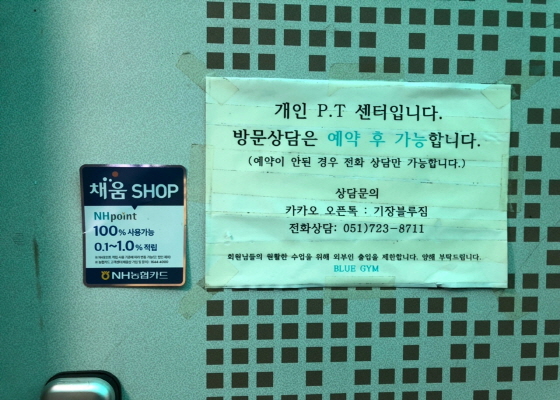 개인 P.T 센터입니다.
방문상담은 예약 후 가능합니다.
(예약이 안된 경우 전화 상담만 가능합니다.)
상담문의
카카오 오픈톡 : 기장블루짐
전화상담: 051)723-8711
회원님들의 원활한 수업을 위해 외부인 출입을 제한합니다. 양해 부탁드립니다.
BLUE GYM
채움 SHOP
NHpoint
100% 사용가능
0.1~1.0% 적립
NH농협카드